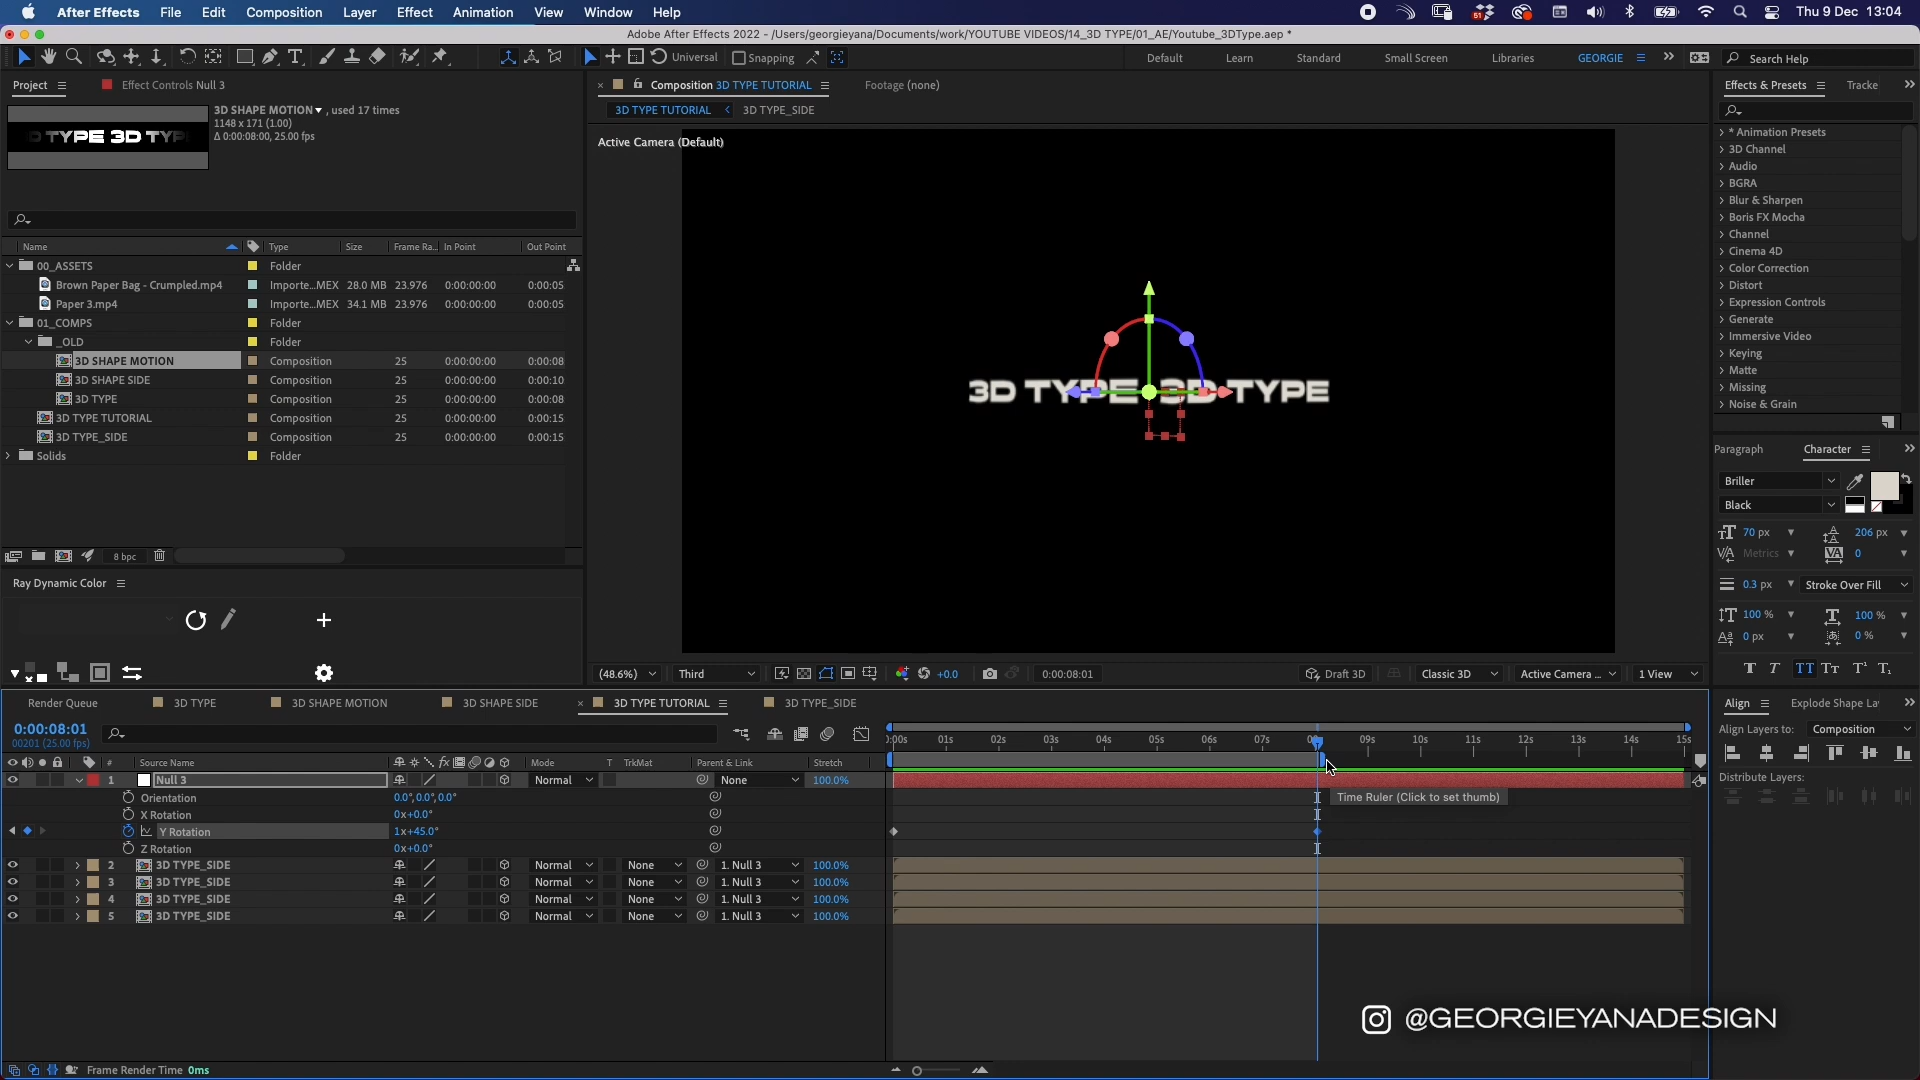 After Effects File Edit Composition Layer Effect Animation View Window Help
51
Thu 9 Dec 13:04
Adobe After Effects 2022 - /Users/georgieyana/Documents/work/YOUTUBE VIDEOS/14_3D TYPE/01_AE/Youtube_3DType.aep *
Universal Snapping Default Learn Standard Small Screen Libraries GEORGIE Search Help
Project Effect Controls Null 3
Composition 3D TYPE TUTORIAL Footage (none)
Effects & Presets Tracke
3D SHAPE MOTION , used 17 times
1148 x 171 (1.00)
Δ 0:00:08:00, 25.00 fps
3D TYPE TUTORIAL 3D TYPE_SIDE
Active Camera (Default)
D TYPE 3D TYP
3D TYPE 3D TYPE
* Animation Presets
3D Channel
Audio
BGRA
Blur & Sharpen
Boris FX Mocha
Channel
Cinema 4D
Color Correction
Distort
Expression Controls
Generate
Immersive Video
Keying
Matte
Missing
Noise & Grain
Name Type Size Frame Ra... In Point Out Point
00_ASSETS Folder
Brown Paper Bag - Crumpled.mp4 Importe...MEX 28.0 MB 23.976 0:00:00:00 0:00:05
Paper 3.mp4 Importe...MEX 34.1 MB 23.976 0:00:00:00 0:00:05
01_COMPS Folder
_OLD Folder
3D SHAPE MOTION Composition 25 0:00:00:00 0:00:08
3D SHAPE SIDE Composition 25 0:00:00:00 0:00:10
3D TYPE Composition 25 0:00:00:00 0:00:08
3D TYPE TUTORIAL Composition 25 0:00:00:00 0:00:15
3D TYPE_SIDE Composition 25 0:00:00:00 0:00:15
Solids Folder
8 bpc
Paragraph Character
Briller
Black
70 px 206 px
Metrics 0
0.3 px Stroke Over Fill
100 % 100 %
0 px 0 %
Ray Dynamic Color
(48.6%) Third +0.0 0:00:08:01 Draft 3D Classic 3D Active Camera ... 1 View
Render Queue 3D TYPE 3D SHAPE MOTION 3D SHAPE SIDE 3D TYPE TUTORIAL 3D TYPE_SIDE
Align Explode Shape La
Align Layers to: Composition
Distribute Layers:
0:00:08:01
00201 (25.00 fps)
):00s 01s 02s 03s 04s 05s 06s 07s 09s 10s 11s 12s 13s 14s 15s
# Source Name Mode T TrkMat Parent & Link Stretch
1 Null 3 Normal None 100.0%
Orientation 0.0°,0.0°,0.0°
X Rotation 0x+0.0°
Y Rotation 1x+45.0°
Z Rotation 0x+0.0°
2 3D TYPE_SIDE Normal None 1. Null 3 100.0%
3 3D TYPE_SIDE Normal None 1. Null 3 100.0%
4 3D TYPE_SIDE Normal None 1. Null 3 100.0%
5 3D TYPE_SIDE Normal None 1. Null 3 100.0%
Time Ruler (Click to set thumb)
@GEORGIEYANADESIGN
Frame Render Time 0ms